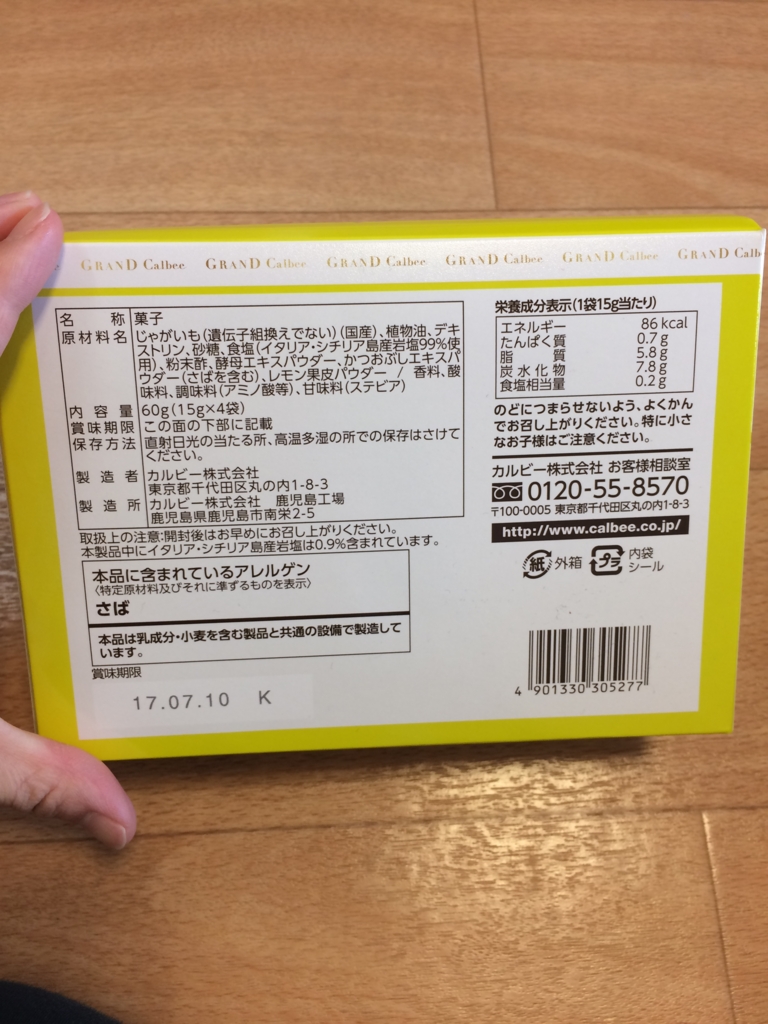 GRAND Calbee GRAND Calbee GRAND Calbee GRAND Calbee GRAND Calbee GRAND Calb
名称 菓子
原材料名 じゃがいも(遺伝子組換えでない)(国産)、植物油、デキ
ストリン、砂糖、食塩(イタリア・シチリア島産岩塩99%使
用)、粉末酢、酵母エキスパウダー、かつおぶしエキスパ
ウダー(さばを含む)、レモン果皮パウダー / 香料、酸
味料、調味料(アミノ酸等)、甘味料(ステビア)
内容量 60g(15g×4袋)
賞味期限 この面の下部に記載
保存方法 直射日光の当たる所、高温多湿の所での保存はさけて
ください。
製造者 カルビー株式会社
東京都千代田区丸の内1-8-3
製造所 カルビー株式会社 鹿児島工場
鹿児島県鹿児島市南栄2-5
取扱上の注意:開封後はお早めにお召し上がりください。
本製品中にイタリア・シチリア島産岩塩は0.9%含まれています。
本品に含まれているアレルゲン
〈特定原材料及びそれに準ずるものを表示〉
さば
本品は乳成分・小麦を含む製品と共通の設備で製造して
います。
賞味期限
17.07.10 K
栄養成分表示(1袋15g当たり)
エネルギー 86kcal
たんぱく質 0.7g
脂質 5.8g
炭水化物 7.8g
食塩相当量 0.2g
のどにつまらせないよう、よくかん
でお召し上がりください。特に小さ
なお子様はご注意ください。
カルビー株式会社 お客様相談室
0120-55-8570
〒100-0005 東京都千代田区丸の内1-8-3
http://www.calbee.co.jp/
紙 外箱 プラ 内袋
シール
4 901330 305277